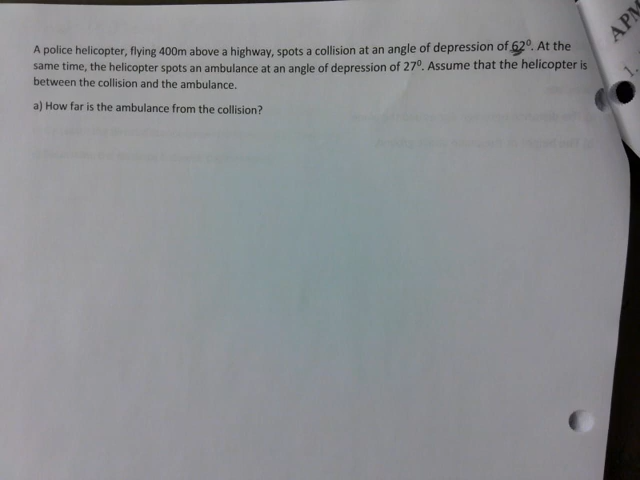 A police helicopter, flying 400m above a highway, spots a collision at an angle of depression of 62⁰. At the
same time, the helicopter spots an ambulance at an angle of depression of 27⁰. Assume that the helicopter is
between the collision and the ambulance.
a) How far is the ambulance from the collision?
APM
1.